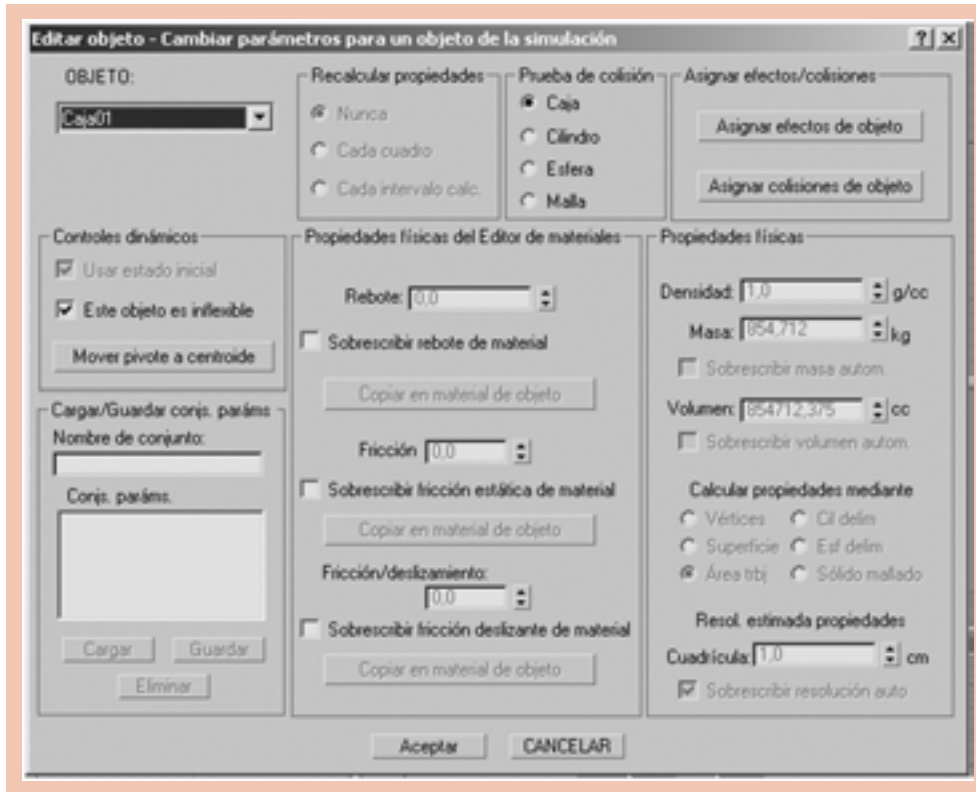 Editar objeto - Cambiar parámetros para un objeto de la simulación
OBJETO:
Caja01
Recalcular propiedades
Nunca
Cada cuadro
Cada intervalo calc.
Prueba de colisión
Caja
Cilindro
Esfera
Malla
Asignar efectos/colisiones
Asignar efectos de objeto
Asignar colisiones de objeto
Controles dinámicos
Usar estado inicial
Este objeto es inflexible
Mover pivote a centroide
Cargar/Guardar conjs. paráms
Nombre de conjunto:
Conjs. paráms.
Cargar Guardar
Eliminar
Propiedades físicas del Editor de materiales
Rebote: 0,0
Sobrescribir rebote de material
Copiar en material de objeto
Fricción 0,0
Sobrescribir fricción estática de material
Copiar en material de objeto
Fricción/deslizamiento:
0,0
Sobrescribir fricción deslizante de material
Copiar en material de objeto
Propiedades físicas
Densidad: 1,0 g/cc
Masa: 854,712 kg
Sobrescribir masa autom.
Volumen: 854712,375 cc
Sobrescribir volumen autom.
Calcular propiedades mediante
Vértices Cil delim
Superficie Esf delim
Área trbj Sólido mallado
Resol. estimada propiedades
Cuadrícula: 1,0 cm
Sobrescribir resolución auto
Aceptar CANCELAR